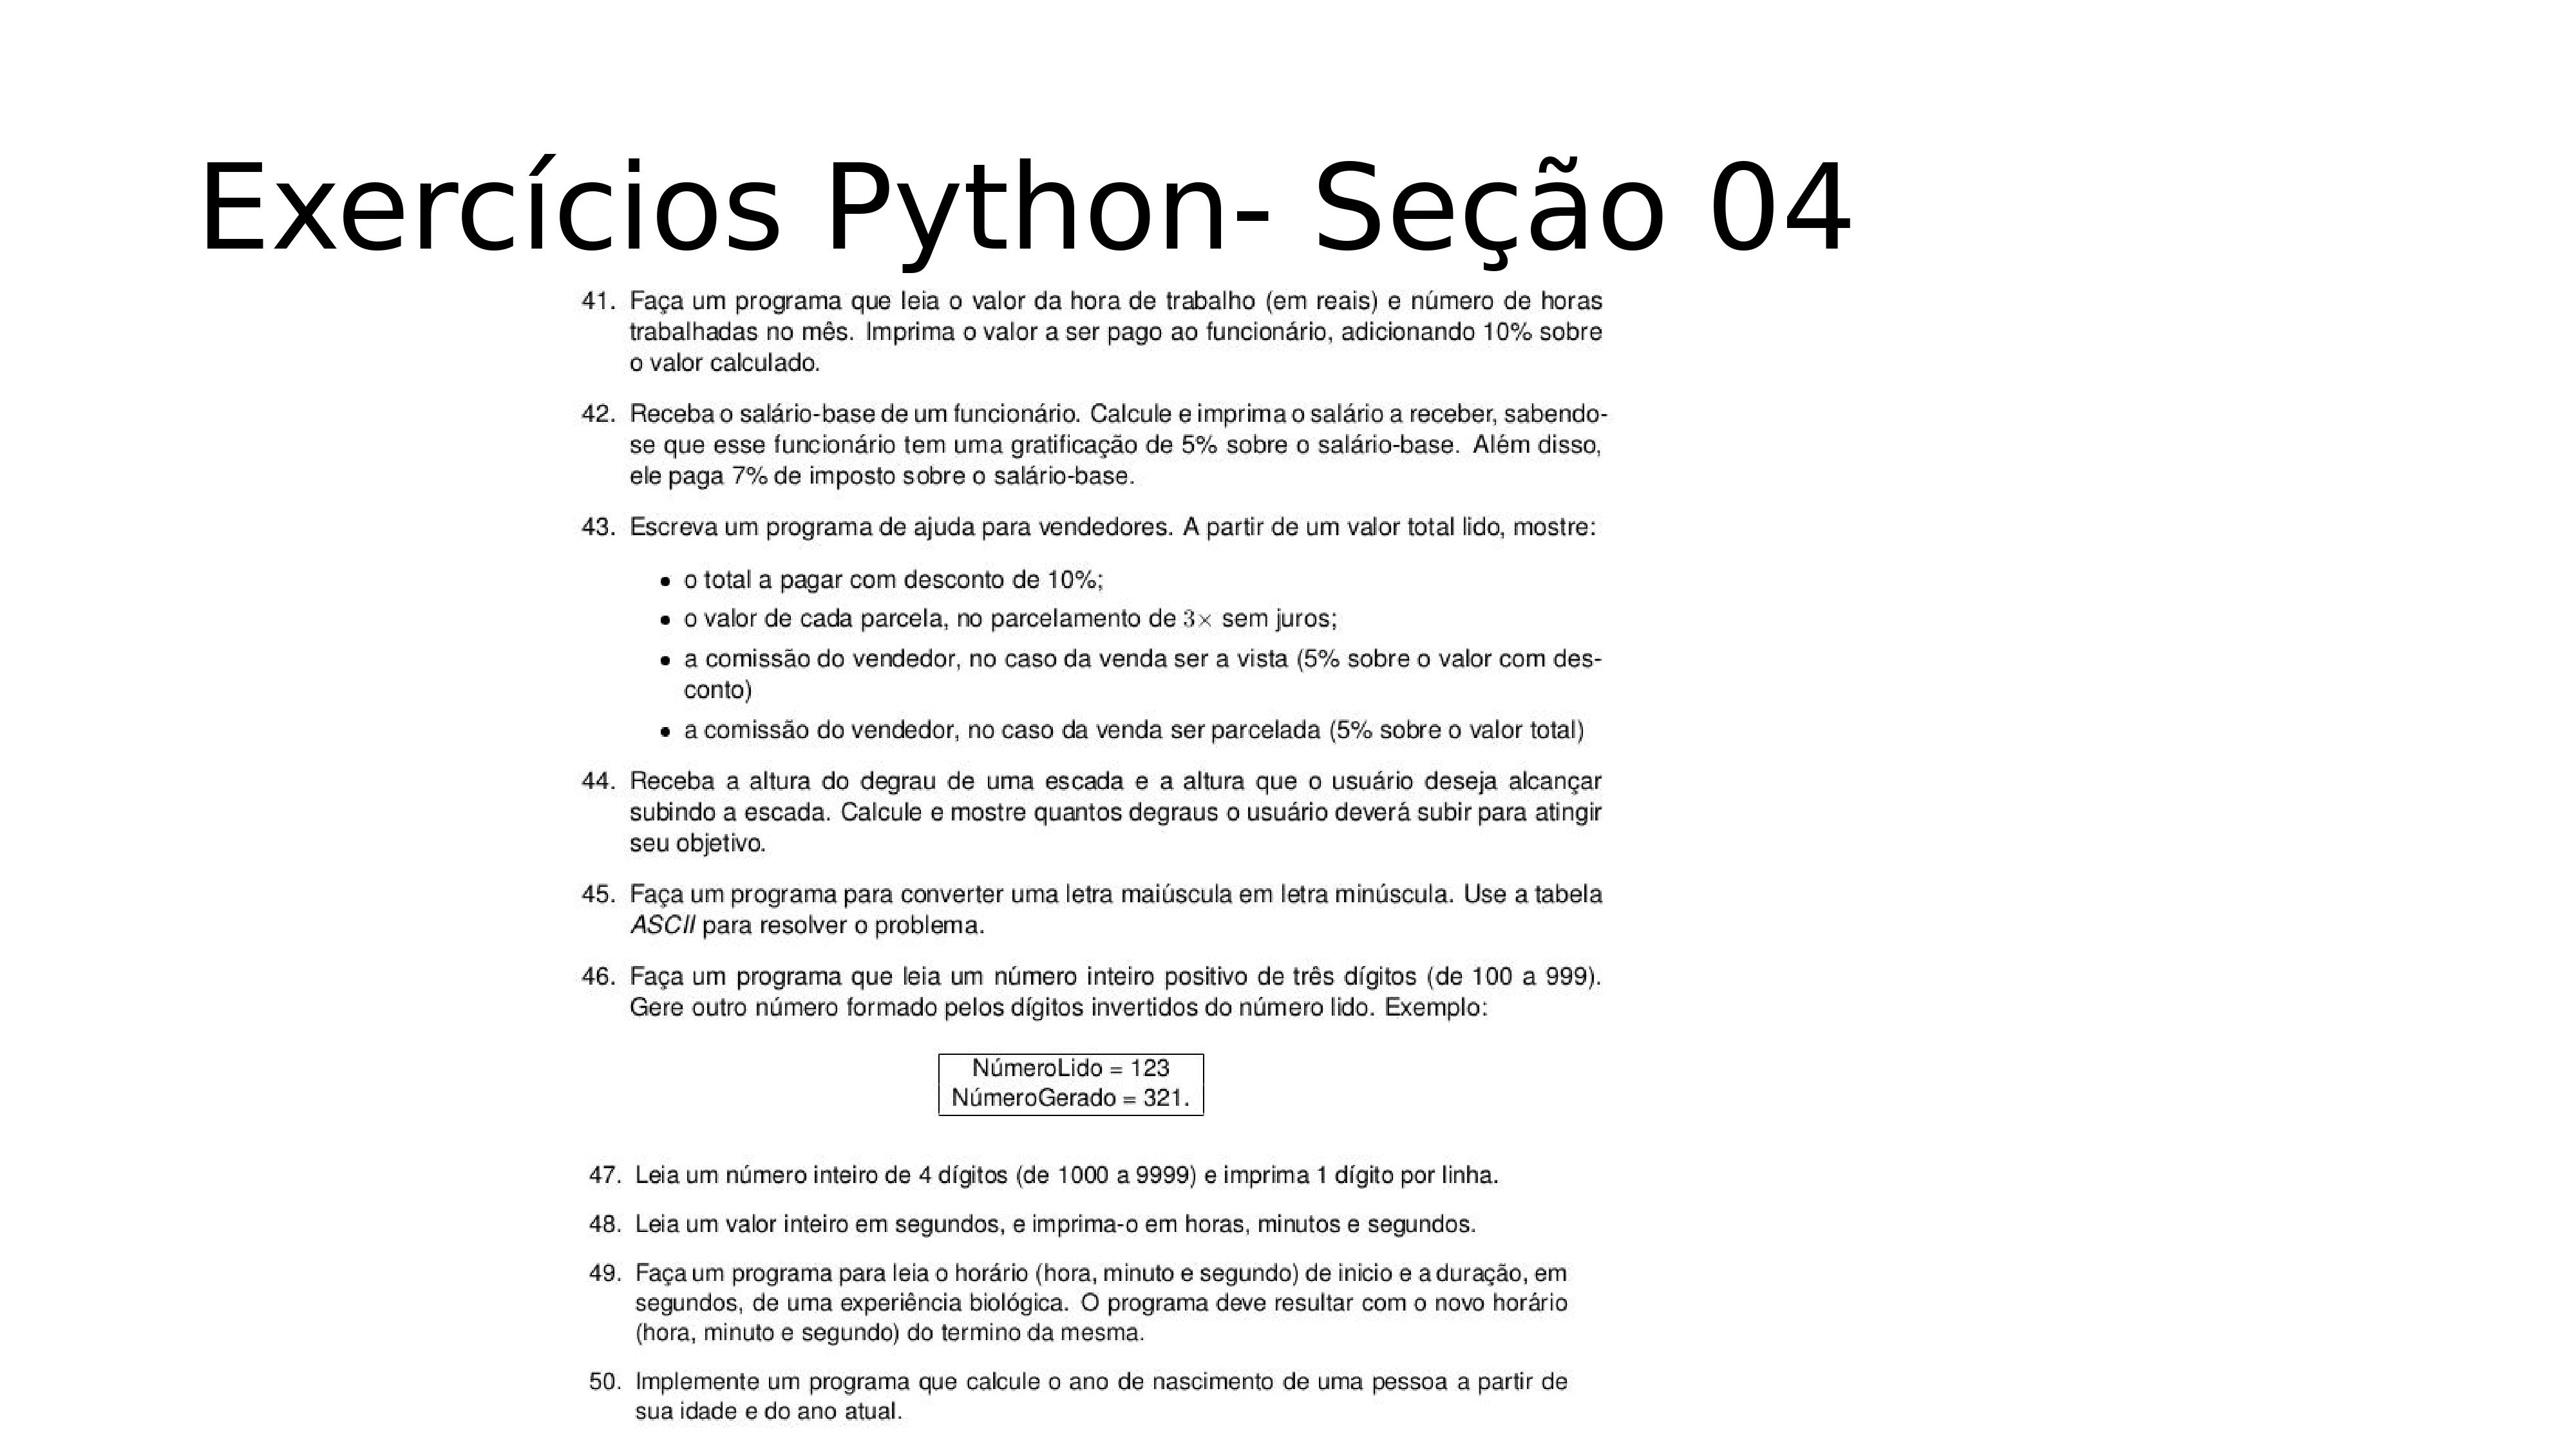 Exercícios Python- Seção 04
41. Faça um programa que leia o valor da hora de trabalho (em reais) e número de horas
trabalhadas no mês. Imprima o valor a ser pago ao funcionário, adicionando 10% sobre
o valor calculado.
42. Receba o salário-base de um funcionário. Calcule e imprima o salário a receber, sabendo-
se que esse funcionário tem uma gratificação de 5% sobre o salário-base. Além disso,
ele paga 7% de imposto sobre o salário-base.
43. Escreva um programa de ajuda para vendedores. A partir de um valor total lido, mostre:
• o total a pagar com desconto de 10%;
• o valor de cada parcela, no parcelamento de 3× sem juros;
• a comissão do vendedor, no caso da venda ser a vista (5% sobre o valor com des-
conto)
• a comissão do vendedor, no caso da venda ser parcelada (5% sobre o valor total)
44. Receba a altura do degrau de uma escada e a altura que o usuário deseja alcançar
subindo a escada. Calcule e mostre quantos degraus o usuário deverá subir para atingir
seu objetivo.
45. Faça um programa para converter uma letra maiúscula em letra minúscula. Use a tabela
ASCII para resolver o problema.
46. Faça um programa que leia um número inteiro positivo de três dígitos (de 100 a 999).
Gere outro número formado pelos dígitos invertidos do número lido. Exemplo:
NúmeroLido = 123
NúmeroGerado = 321.
47. Leia um número inteiro de 4 dígitos (de 1000 a 9999) e imprima 1 dígito por linha.
48. Leia um valor inteiro em segundos, e imprima-o em horas, minutos e segundos.
49. Faça um programa para leia o horário (hora, minuto e segundo) de inicio e a duração, em
segundos, de uma experiência biológica. O programa deve resultar com o novo horário
(hora, minuto e segundo) do termino da mesma.
50. Implemente um programa que calcule o ano de nascimento de uma pessoa a partir de
sua idade e do ano atual.